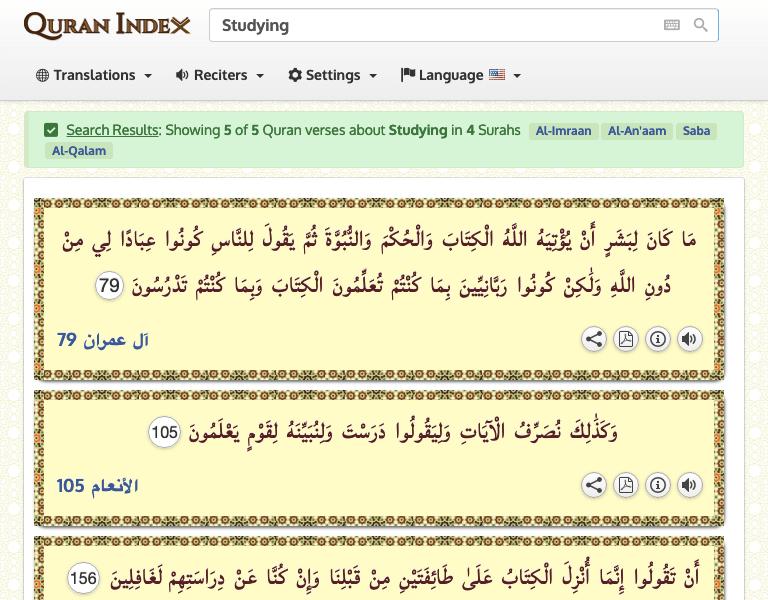 QURAN INDEX
Studying
Translations Reciters Settings Language
Search Results: Showing 5 of 5 Quran verses about Studying in 4 Surahs Al-Imraan Al-An'aam Saba
Al-Qalam
مَا كَانَ لِبَشَرٍ أَنْ يُؤْتِيَهُ اللَّهُ الْكِتَابَ وَالْحُكْمَ وَالنُّبُوَّةَ ثُمَّ يَقُولَ لِلنَّاسِ كُونُوا عِبَادًا لِي مِنْ
دُونِ اللَّهِ وَلَٰكِنْ كُونُوا رَبَّانِيِّينَ بِمَا كُنْتُمْ تُعَلِّمُونَ الْكِتَابَ وَبِمَا كُنْتُمْ تَدْرُسُونَ 79
آل عمران 79
وَكَذَٰلِكَ نُصَرِّفُ الْآيَاتِ وَلِيَقُولُوا دَرَسْتَ وَلِنُبَيِّنَهُ لِقَوْمٍ يَعْلَمُونَ 105
الأنعام 105
أَنْ تَقُولُوا إِنَّمَا أُنْزِلَ الْكِتَابُ عَلَىٰ طَائِفَتَيْنِ مِنْ قَبْلِنَا وَإِنْ كُنَّا عَنْ دِرَاسَتِهِمْ لَغَافِلِينَ 156